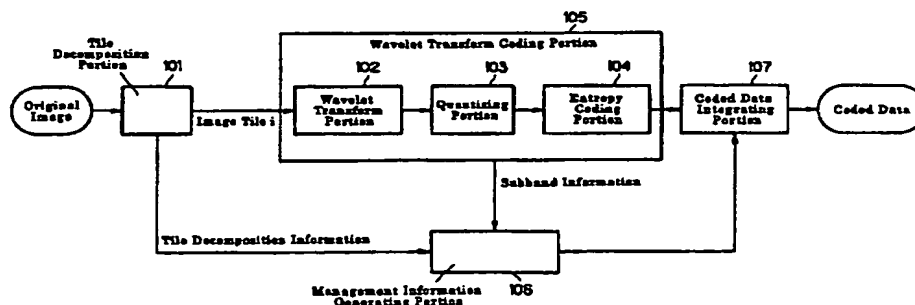 105
Wavelet Transform Coding Portion
Tile
Decomposition
Portion
101
102
103
104
107
Original
Image
Image Tile i
Wavelet
Transform
Portion
Quantizing
Portion
Entropy
Coding
Portion
Coded Data
Integrating
Portion
Coded Data
Subband Information
Tile Decomposition Information
Management Information
Generating Portion
106